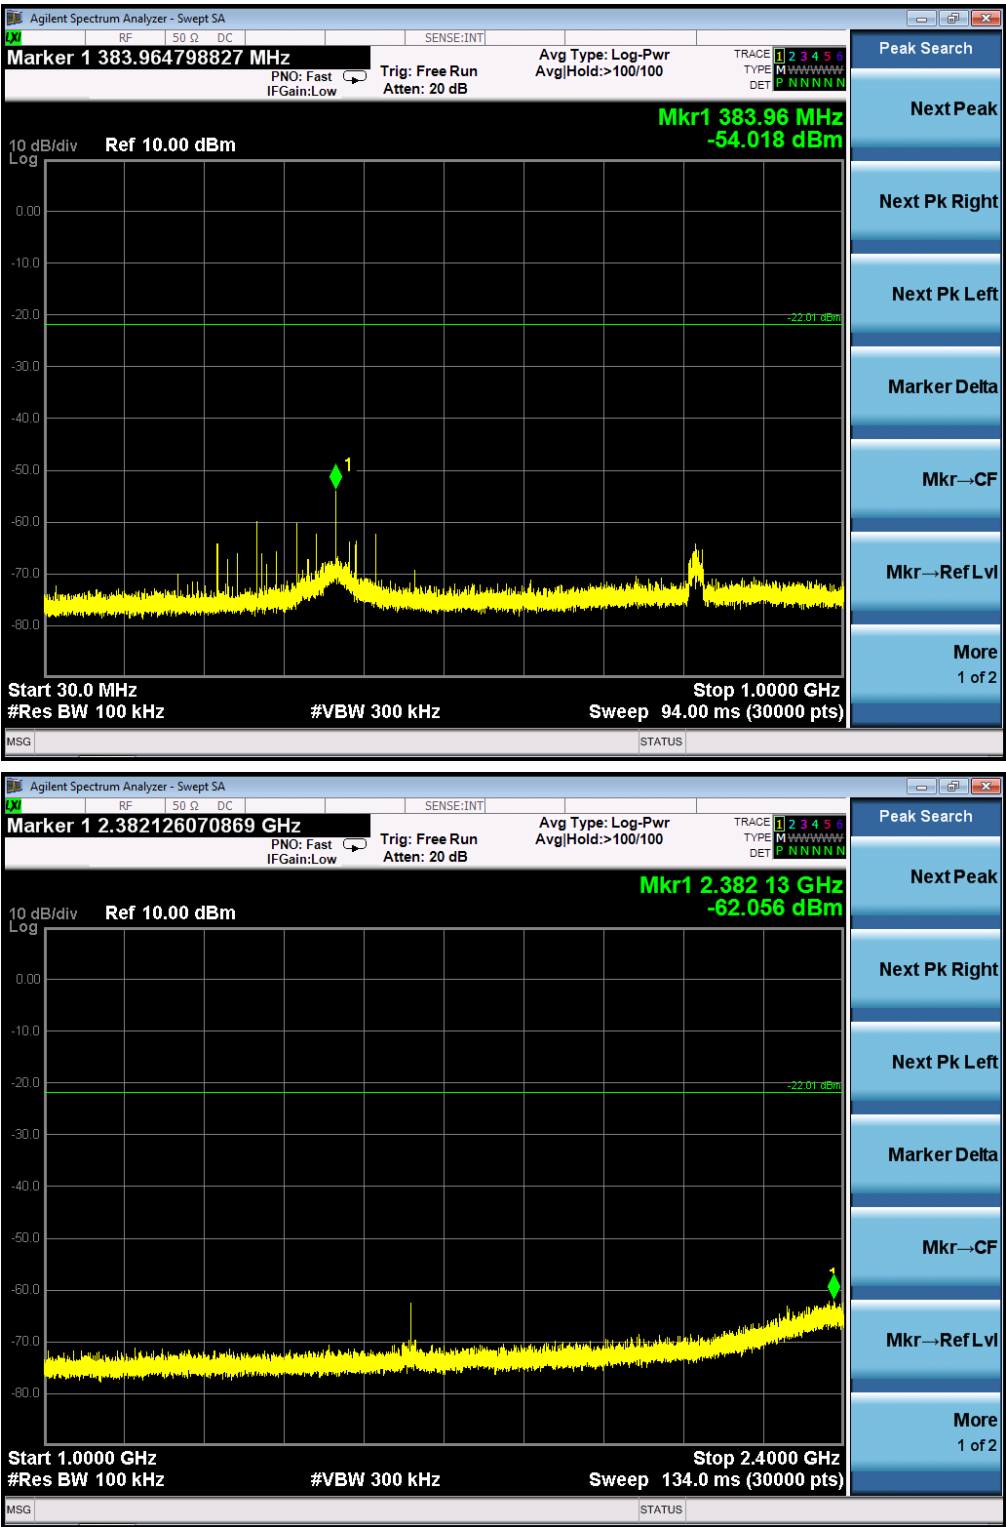 Agilent Spectrum Analyzer - Swept SA
LXI
RF 50 Ω DC SENSE:INT
Marker 1 383.964798827 MHz
PNO: Fast
IFGain:Low
Trig: Free Run
Atten: 20 dB
Avg Type: Log-Pwr
Avg|Hold:>100/100
TRACE 1 2 3 4 5 6
TYPE M WWWWW
DET P N N N N N
Mkr1 383.96 MHz
-54.018 dBm
10 dB/div Ref 10.00 dBm
Log
0.00
-10.0
-20.0
-22.01 dBm
-30.0
-40.0
-50.0
1
-60.0
-70.0
-80.0
Start 30.0 MHz Stop 1.0000 GHz
#Res BW 100 kHz #VBW 300 kHz Sweep 94.00 ms (30000 pts)
MSG STATUS
Peak Search
Next Peak
Next Pk Right
Next Pk Left
Marker Delta
Mkr→CF
Mkr→Ref Lvl
More
1 of 2
Agilent Spectrum Analyzer - Swept SA
LXI
RF 50 Ω DC SENSE:INT
Marker 1 2.382126070869 GHz
PNO: Fast
IFGain:Low
Trig: Free Run
Atten: 20 dB
Avg Type: Log-Pwr
Avg|Hold:>100/100
TRACE 1 2 3 4 5 6
TYPE M WWWWW
DET P N N N N N
Mkr1 2.382 13 GHz
-62.056 dBm
10 dB/div Ref 10.00 dBm
Log
0.00
-10.0
-20.0
-22.01 dBm
-30.0
-40.0
-50.0
1
-60.0
-70.0
-80.0
Start 1.0000 GHz Stop 2.4000 GHz
#Res BW 100 kHz #VBW 300 kHz Sweep 134.0 ms (30000 pts)
MSG STATUS
Peak Search
Next Peak
Next Pk Right
Next Pk Left
Marker Delta
Mkr→CF
Mkr→Ref Lvl
More
1 of 2